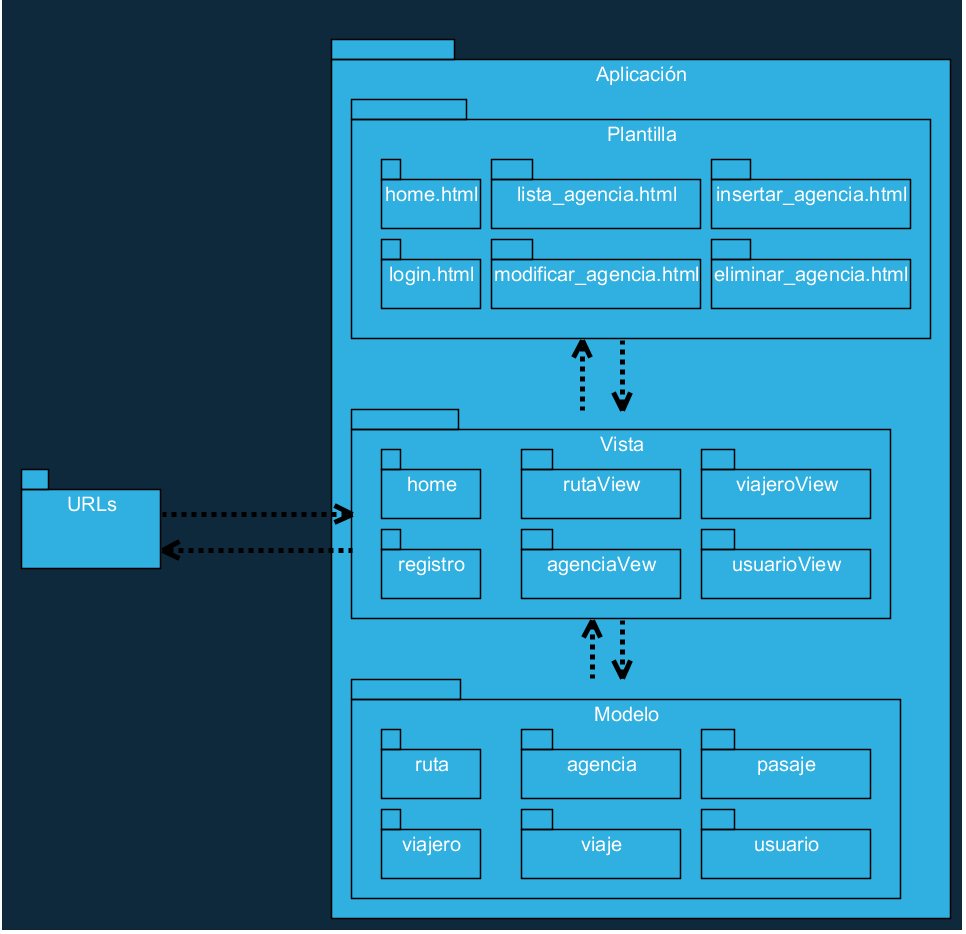 Aplicación
Plantilla
home.html
lista_agencia.html
insertar_agencia.html
login.html
modificar_agencia.html
eliminar_agencia.html
Vista
home
rutaView
viajeroView
URLs
registro
agenciaVew
usuarioView
Modelo
ruta
agencia
pasaje
viajero
viaje
usuario